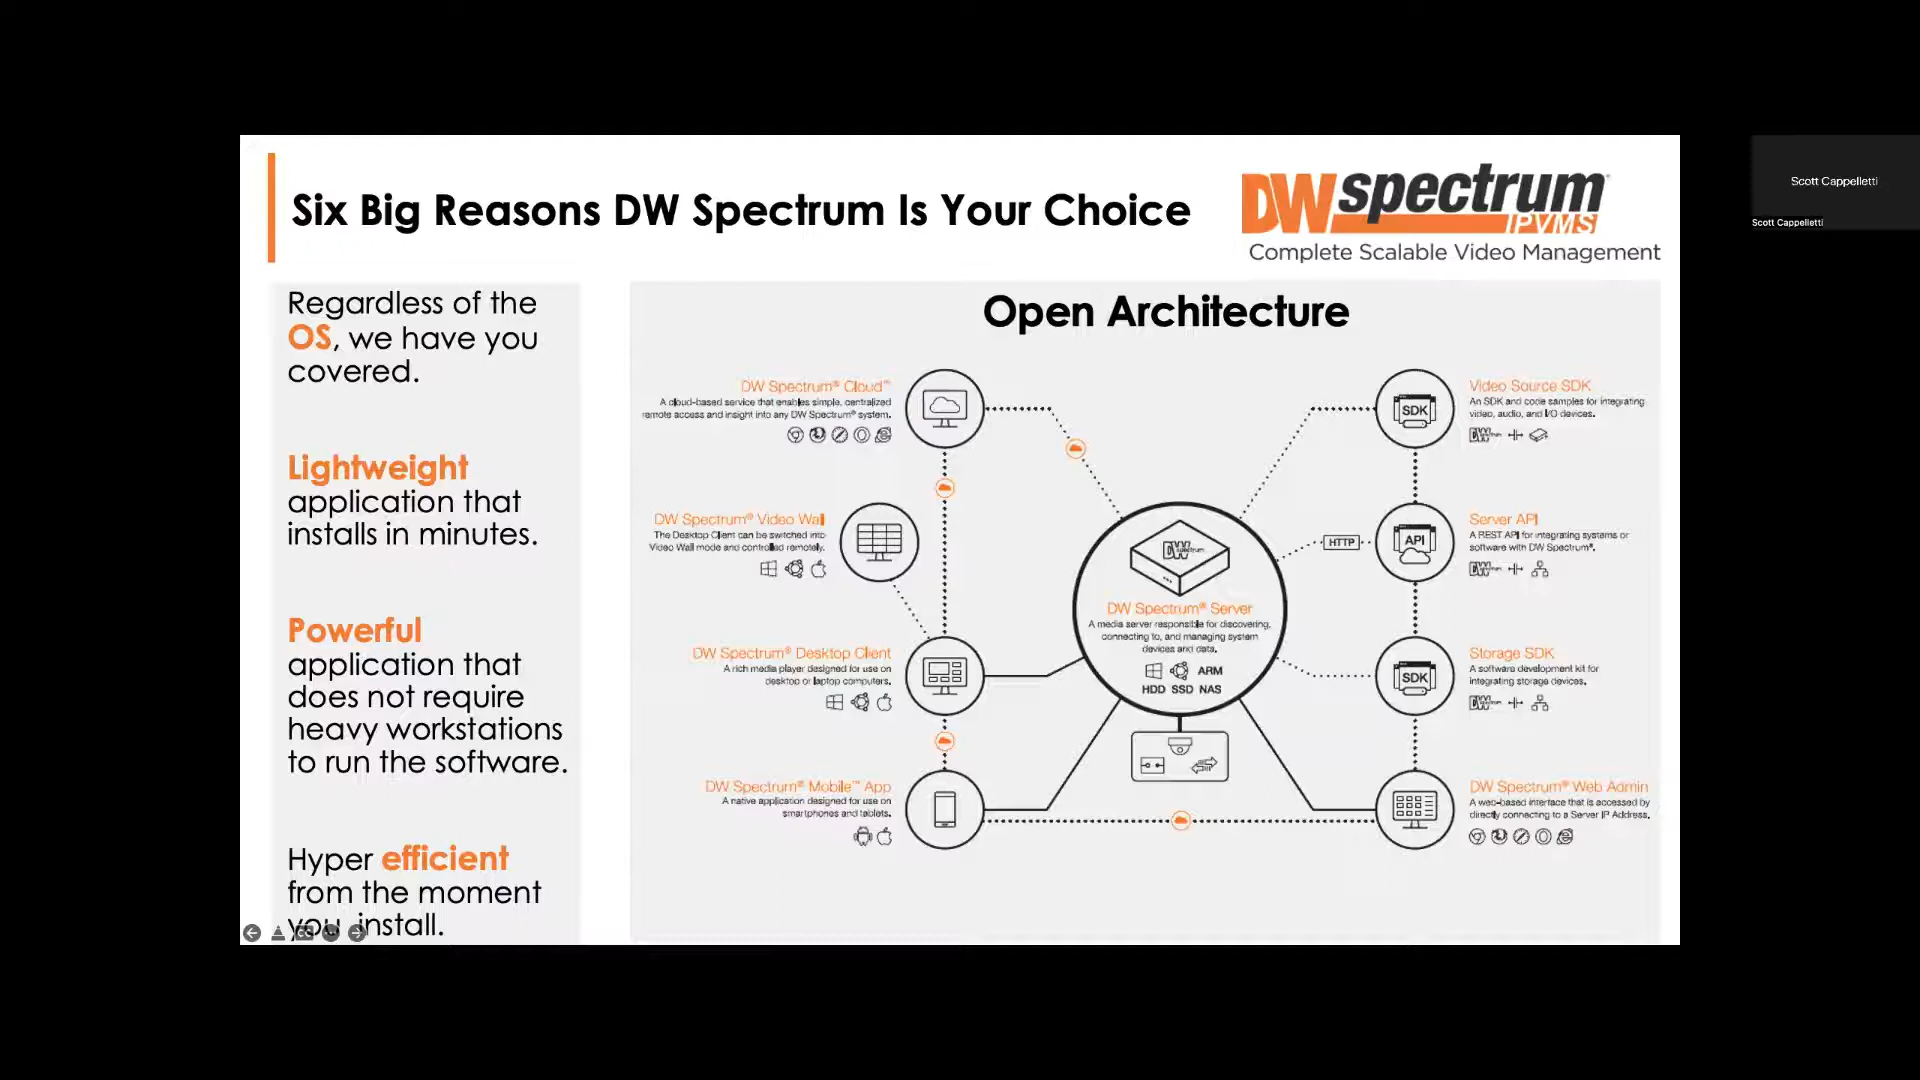 Six Big Reasons DW Spectrum Is Your Choice
DW spectrum
IPVMS
Complete Scalable Video Management
Scott Cappelletti
Scott Cappelletti
Regardless of the
OS, we have you
covered.
Lightweight
application that
installs in minutes.
Powerful
application that
does not require
heavy workstations
to run the software.
Hyper efficient
from the moment
you install.
Open Architecture
DW Spectrum® Cloud™
A cloud-based service that enables simple, centralized
remote access and insight into any DW Spectrum® system.
DW Spectrum® Video Wall
The Desktop Client can be switched into
Video Wall mode and controlled remotely.
DW Spectrum® Desktop Client
A rich media player designed for use on
desktop or laptop computers.
DW Spectrum® Mobile™ App
A native application designed for use on
smartphones and tablets.
DW spectrum
DW Spectrum® Server
A media server responsible for discovering,
connecting to, and managing system
devices and data.
ARM
HDD SSD NAS
HTTP
SDK
Video Source SDK
An SDK and code samples for integrating
video, audio, and I/O devices.
API
Server API
A REST API for integrating systems or
software with DW Spectrum®.
SDK
Storage SDK
A software development kit for
integrating storage devices.
DW Spectrum® Web Admin
A web-based interface that is accessed by
directly connecting to a Server IP Address.